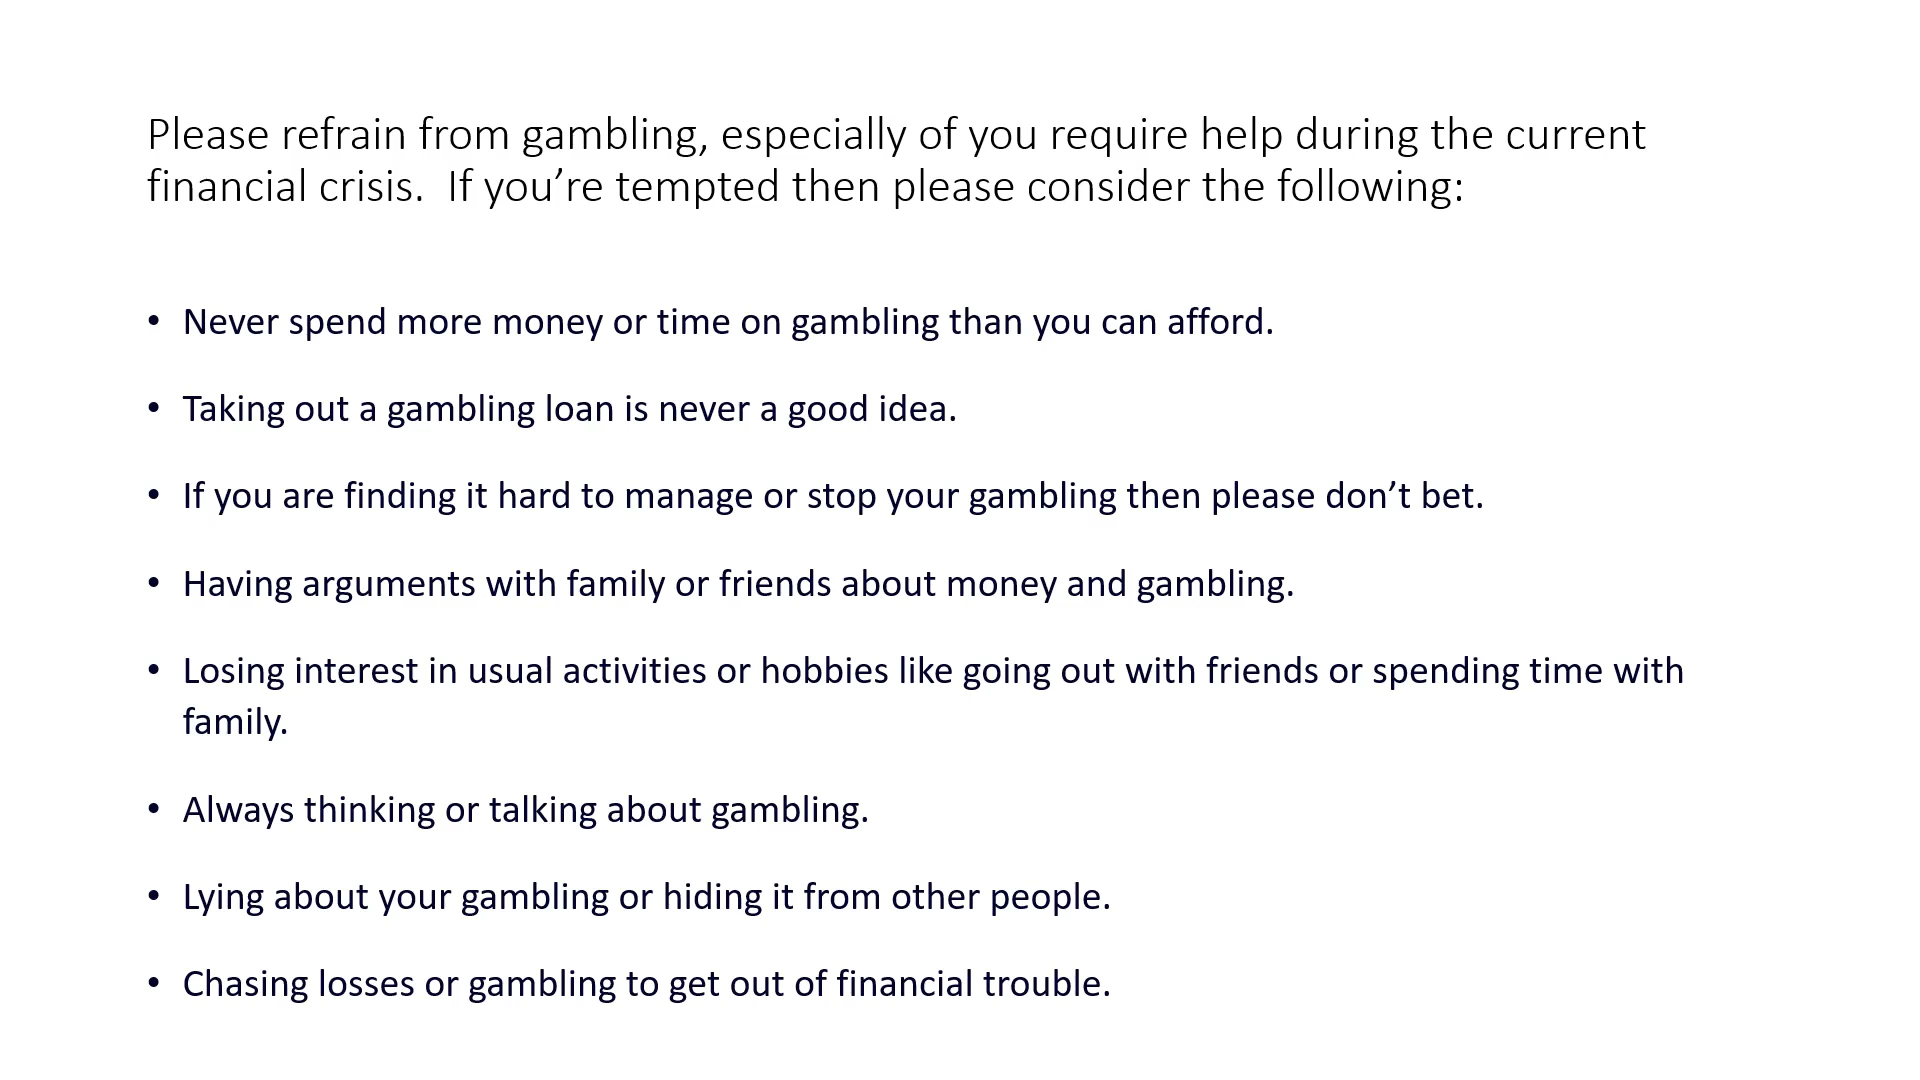 Please refrain from gambling, especially of you require help during the current
financial crisis.  If you’re tempted then please consider the following:
• Never spend more money or time on gambling than you can afford.
• Taking out a gambling loan is never a good idea.
• If you are finding it hard to manage or stop your gambling then please don’t bet.
• Having arguments with family or friends about money and gambling.
• Losing interest in usual activities or hobbies like going out with friends or spending time with
family.
• Always thinking or talking about gambling.
• Lying about your gambling or hiding it from other people.
• Chasing losses or gambling to get out of financial trouble.